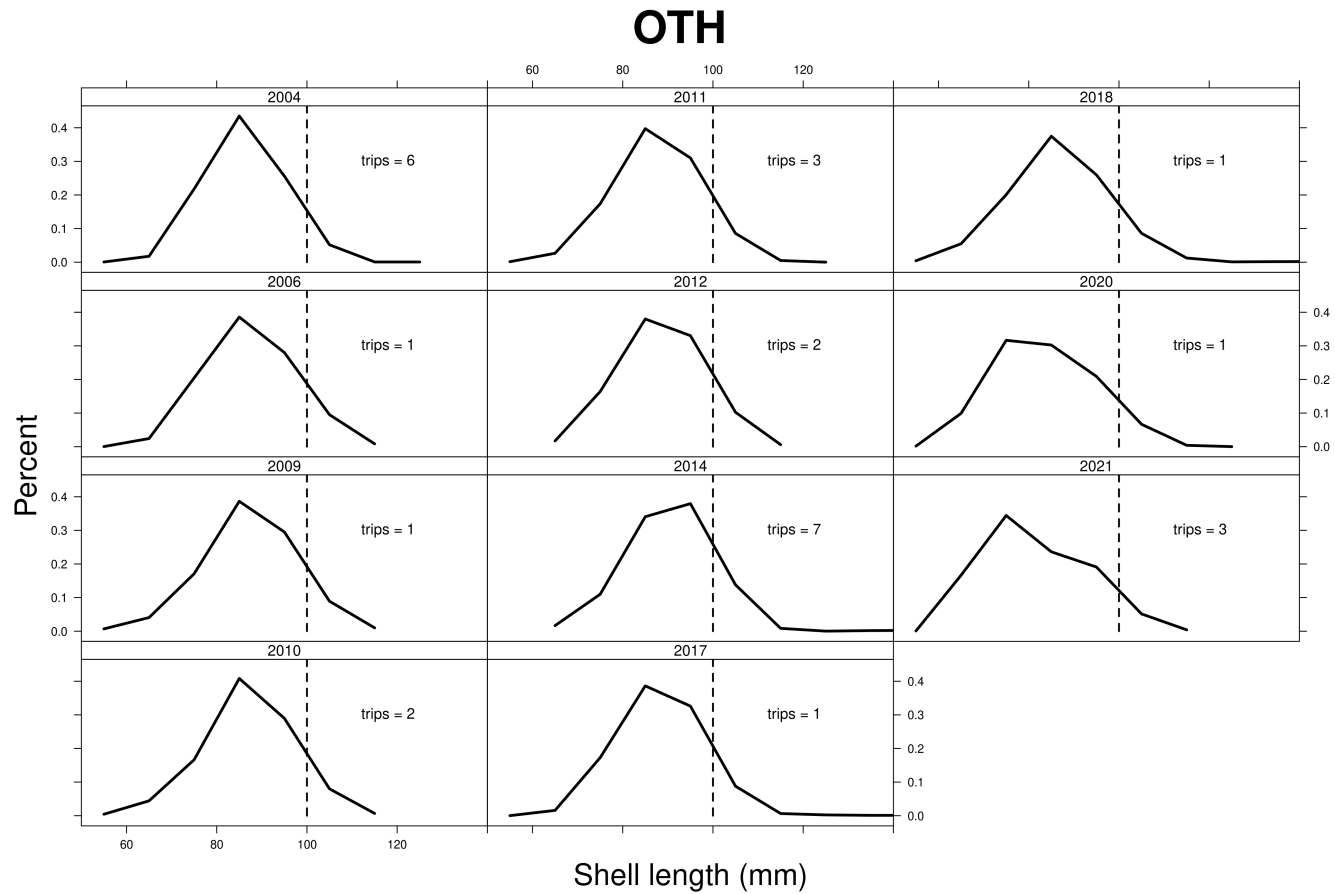 OTH
60 80 100 120
2004 2011 2018
0.4
0.3
0.2
0.1
0.0
trips = 6 trips = 3 trips = 1
2006 2012 2020
trips = 1 trips = 2 trips = 1
0.4
0.3
0.2
0.1
0.0
2009 2014 2021
0.4
0.3
0.2
0.1
0.0
trips = 1 trips = 7 trips = 3
2010 2017
trips = 2 trips = 1
0.4
0.3
0.2
0.1
0.0
60 80 100 120
Percent
Shell length (mm)